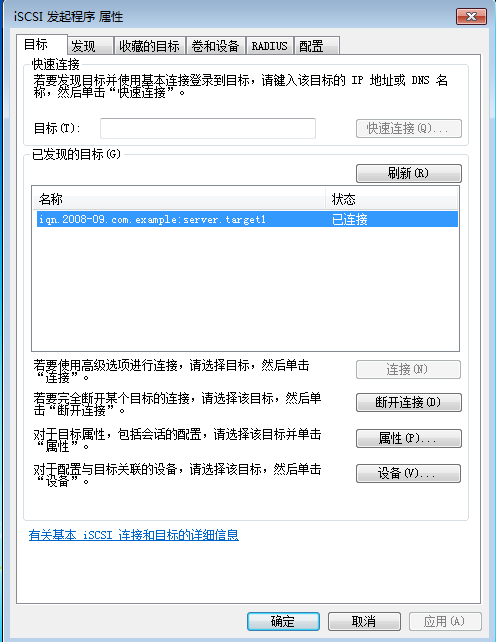 iSCSI 发起程序 属性
目标 发现 收藏的目标 卷和设备 RADIUS 配置
快速连接
若要发现目标并使用基本连接登录到目标，请键入该目标的 IP 地址或 DNS 名
称，然后单击“快速连接”。
目标(T): 快速连接(Q)...
已发现的目标(G)
刷新(R)
名称 状态
iqn.2008-09.com.example:server.target1 已连接
若要使用高级选项进行连接，请选择目标，然后单击
“连接”。
连接(N)
若要完全断开某个目标的连接，请选择该目标，然后单
击“断开连接”。
断开连接(D)
对于目标属性，包括会话的配置，请选择该目标并单击
“属性”。
属性(P)...
对于配置与目标关联的设备，请选择该目标，然后单击
“设备”。
设备(V)...
有关基本 iSCSI 连接和目标的详细信息
确定 取消 应用(A)